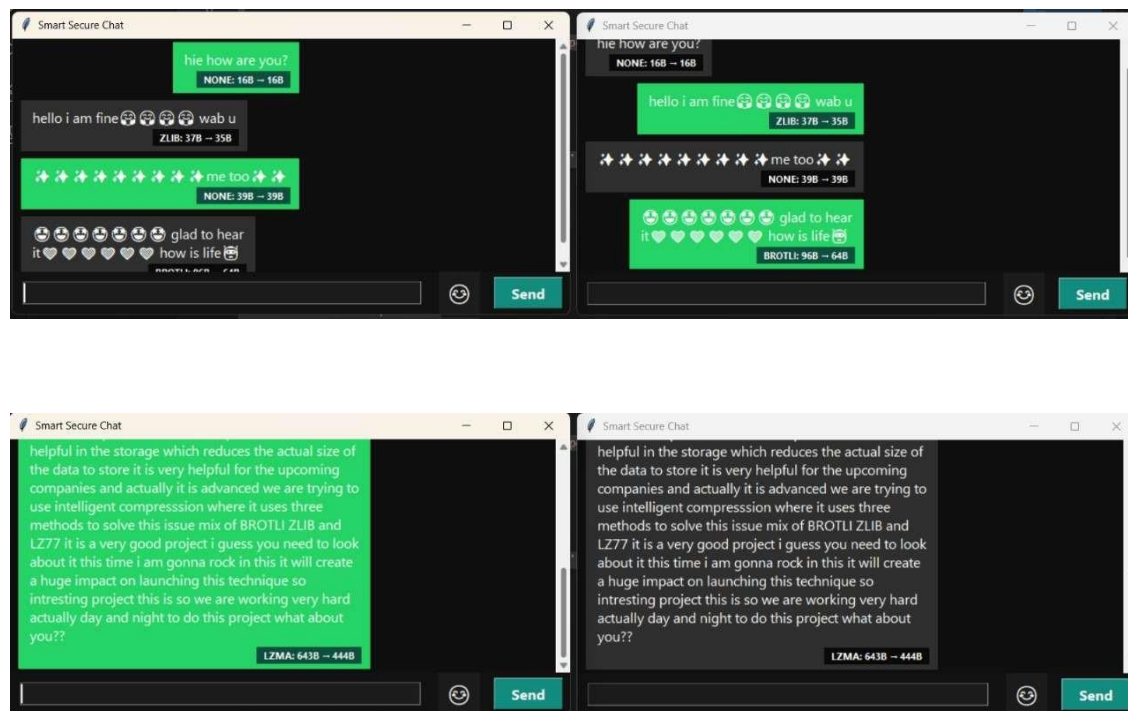 Smart Secure Chat
hie how are you?
NONE: 16B → 16B
hello i am fine😁😁😁😁 wab u
ZLIB: 37B → 35B
✨✨✨✨✨✨✨✨✨me too✨✨
NONE: 39B → 39B
🤩🤩🤩🤩🤩🤩🤩 glad to hear
it🩷🩷🩷🩷🩷🩷 how is life🤯
BROTLI: 96B → 64B
Send
Smart Secure Chat
hie how are you?
NONE: 16B → 16B
hello i am fine😁😁😁😁 wab u
ZLIB: 37B → 35B
✨✨✨✨✨✨✨✨✨me too✨✨
NONE: 39B → 39B
🤩🤩🤩🤩🤩🤩🤩 glad to hear
it🩷🩷🩷🩷🩷🩷 how is life🤯
BROTLI: 96B → 64B
Send
Smart Secure Chat
helpful in the storage which reduces the actual size of
the data to store it is very helpful for the upcoming
companies and actually it is advanced we are trying to
use intelligent compresssion where it uses three
methods to solve this issue mix of BROTLI ZLIB and
LZ77 it is a very good project i guess you need to look
about it this time i am gonna rock in this it will create
a huge impact on launching this technique so
intresting project this is so we are working very hard
actually day and night to do this project what about
you??
LZMA: 643B → 444B
Send
Smart Secure Chat
helpful in the storage which reduces the actual size of
the data to store it is very helpful for the upcoming
companies and actually it is advanced we are trying to
use intelligent compresssion where it uses three
methods to solve this issue mix of BROTLI ZLIB and
LZ77 it is a very good project i guess you need to look
about it this time i am gonna rock in this it will create
a huge impact on launching this technique so
intresting project this is so we are working very hard
actually day and night to do this project what about
you??
LZMA: 643B → 444B
Send